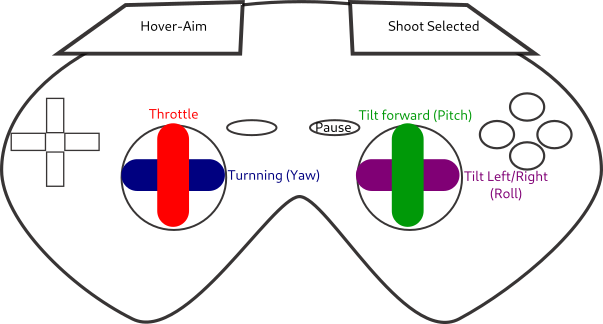 Hover-Aim
Shoot Selected
Throttle
Tilt forward (Pitch)
Pause
Turnning (Yaw)
Tilt Left/Right
(Roll)